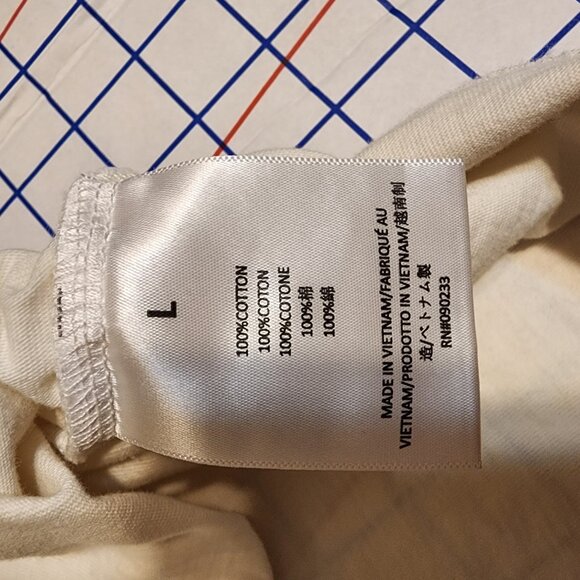 L
100%COTTON
100%COTON
100%COTONE
100%棉
100%綿
MADE IN VIETNAM/FABRIQUÉ AU
VIETNAM/PRODOTTO IN VIETNAM/越南制
造/ベトナム製
RN#090233